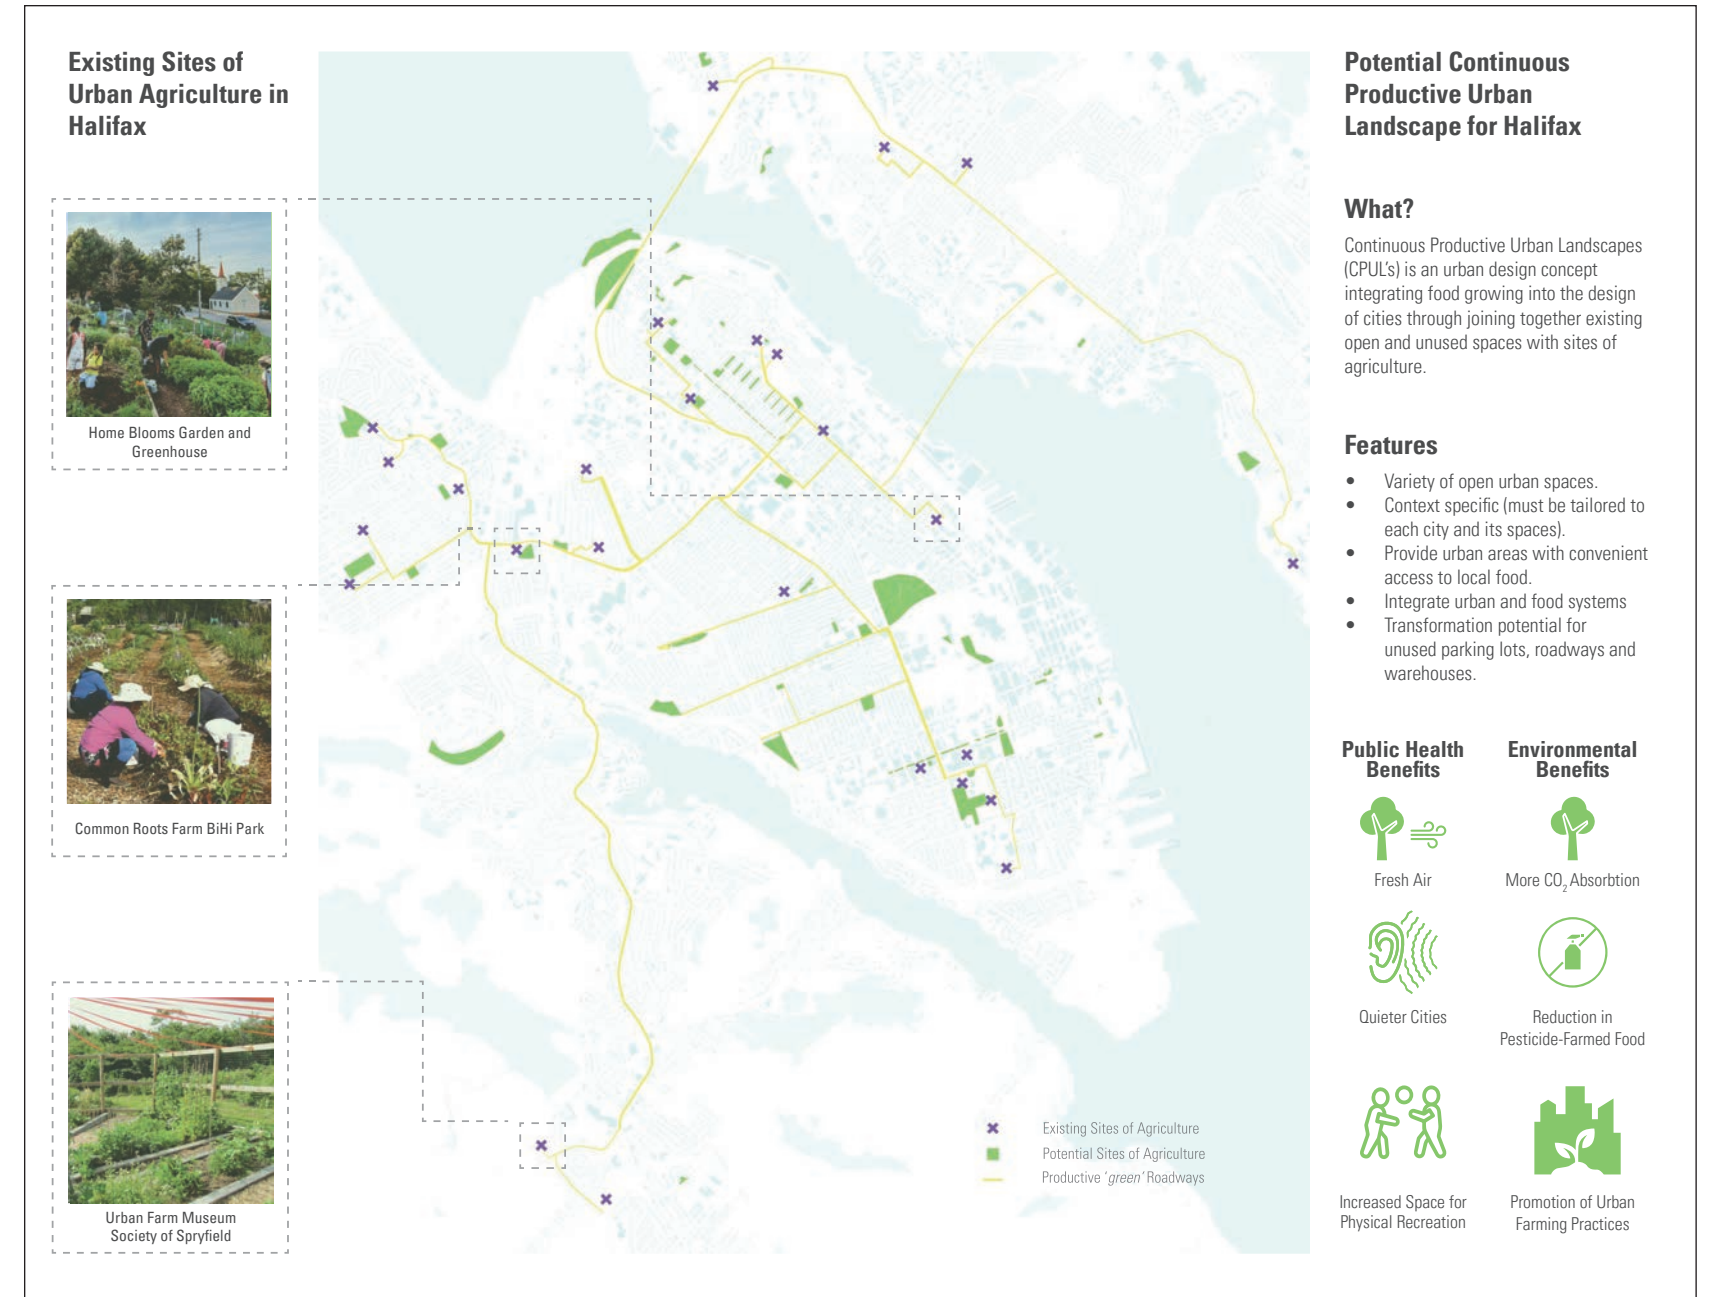 Existing Sites of
Urban Agriculture in
Halifax
Home Blooms Garden and
Greenhouse
Common Roots Farm BiHi Park
Urban Farm Museum
Society of Spryfield
Existing Sites of Agriculture
Potential Sites of Agriculture
Productive ‘green’ Roadways
Potential Continuous
Productive Urban
Landscape for Halifax
What?
Continuous Productive Urban Landscapes
(CPUL’s) is an urban design concept
integrating food growing into the design
of cities through joining together existing
open and unused spaces with sites of
agriculture.
Features
• Variety of open urban spaces.
• Context specific (must be tailored to
each city and its spaces).
• Provide urban areas with convenient
access to local food.
• Integrate urban and food systems
• Transformation potential for
unused parking lots, roadways and
warehouses.
Public Health
Benefits
Fresh Air
Quieter Cities
Increased Space for
Physical Recreation
Environmental
Benefits
More CO₂ Absorbtion
Reduction in
Pesticide-Farmed Food
Promotion of Urban
Farming Practices